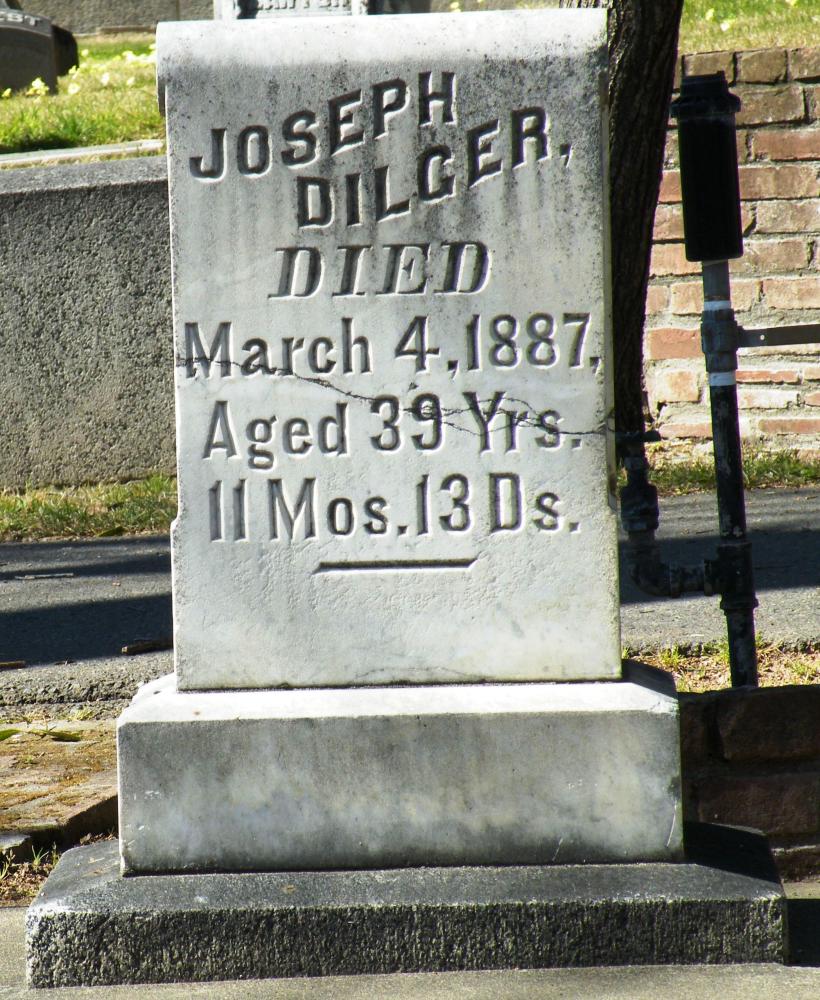 JOSEPH
DILGER,
DIED
March 4, 1887,
Aged 39 Yrs.
11 Mos. 13 Ds.